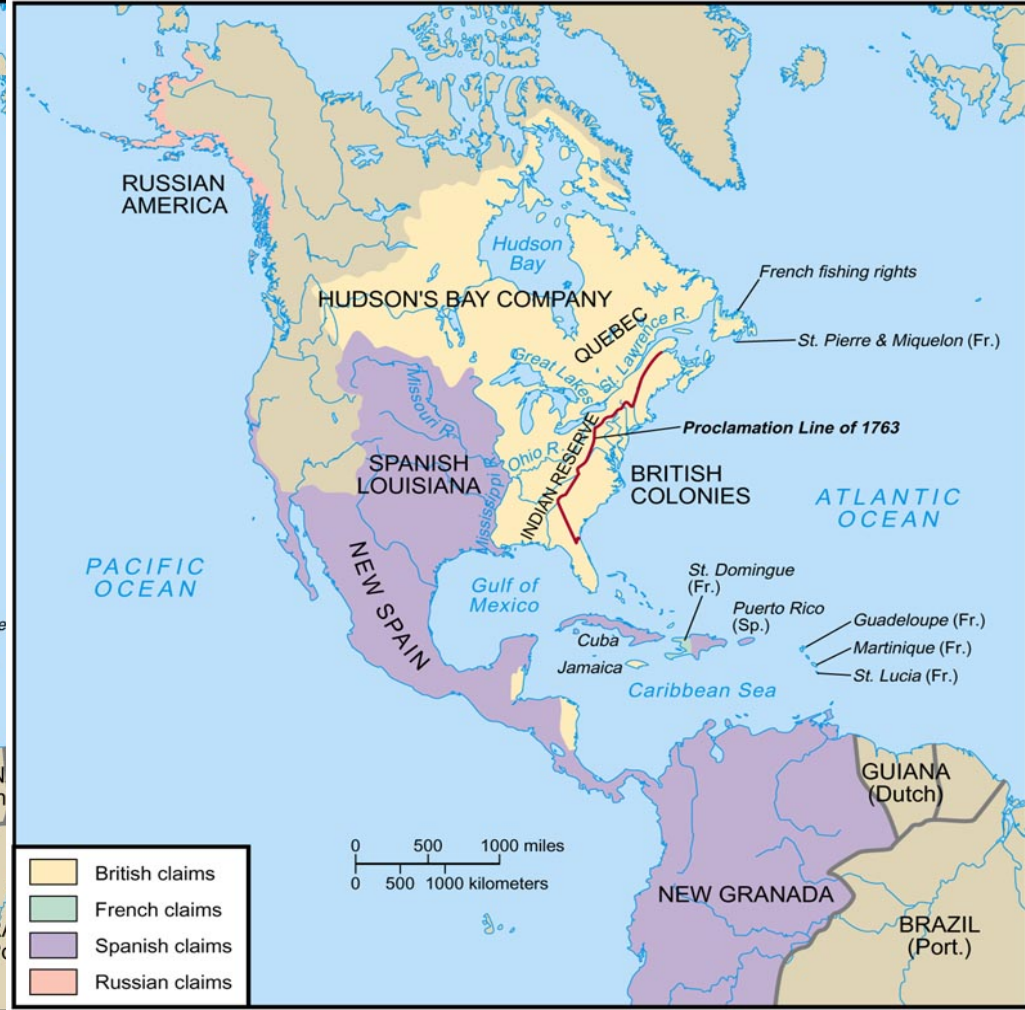 RUSSIAN
AMERICA
Hudson
Bay
HUDSON'S BAY COMPANY
French fishing rights
QUEBEC
St. Lawrence R.
St. Pierre & Miquelon (Fr.)
Great Lakes
Missouri R.
Proclamation Line of 1763
Ohio R.
INDIAN RESERVE
SPANISH
LOUISIANA
BRITISH
COLONIES
Mississippi R.
ATLANTIC
OCEAN
PACIFIC
OCEAN
NEW SPAIN
Gulf of
Mexico
St. Domingue
(Fr.)
Puerto Rico
(Sp.)
Cuba
Jamaica
Guadeloupe (Fr.)
Martinique (Fr.)
St. Lucia (Fr.)
Caribbean Sea
GUIANA
(Dutch)
0 500 1000 miles
0 500 1000 kilometers
NEW GRANADA
BRAZIL
(Port.)
British claims
French claims
Spanish claims
Russian claims